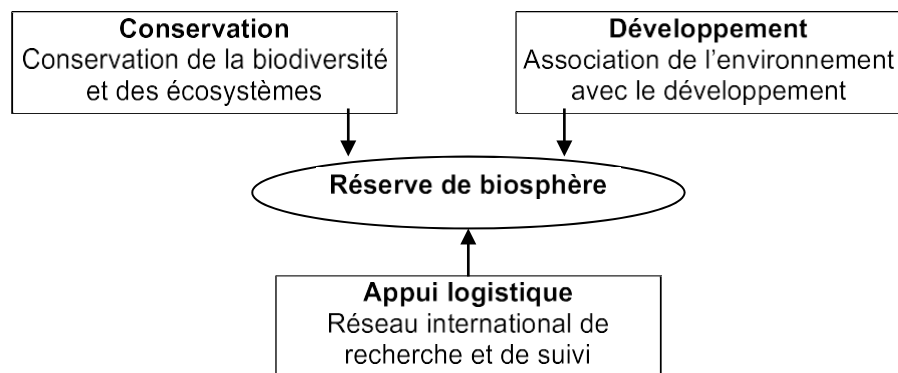 Conservation
Conservation de la biodiversité
et des écosystèmes
Développement
Association de l'environnement
avec le développement
Réserve de biosphère
Appui logistique
Réseau international de
recherche et de suivi